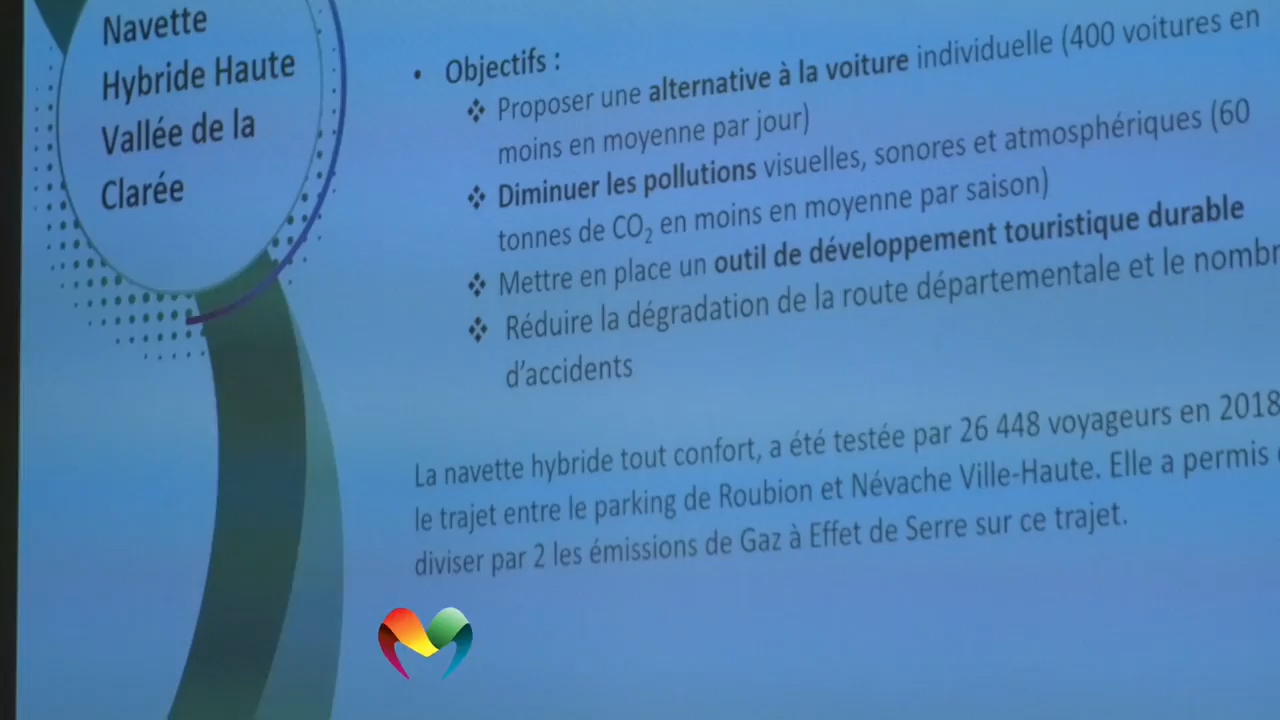 Navette
Hybride Haute
Vallée de la
Clarée
• Objectifs :
❖ Proposer une alternative à la voiture individuelle (400 voitures en
moins en moyenne par jour)
❖ Diminuer les pollutions visuelles, sonores et atmosphériques (60
tonnes de CO₂ en moins en moyenne par saison)
❖ Mettre en place un outil de développement touristique durable
❖ Réduire la dégradation de la route départementale et le nombr
d'accidents
La navette hybride tout confort, a été testée par 26 448 voyageurs en 2018
le trajet entre le parking de Roubion et Névache Ville-Haute. Elle a permis
diviser par 2 les émissions de Gaz à Effet de Serre sur ce trajet.